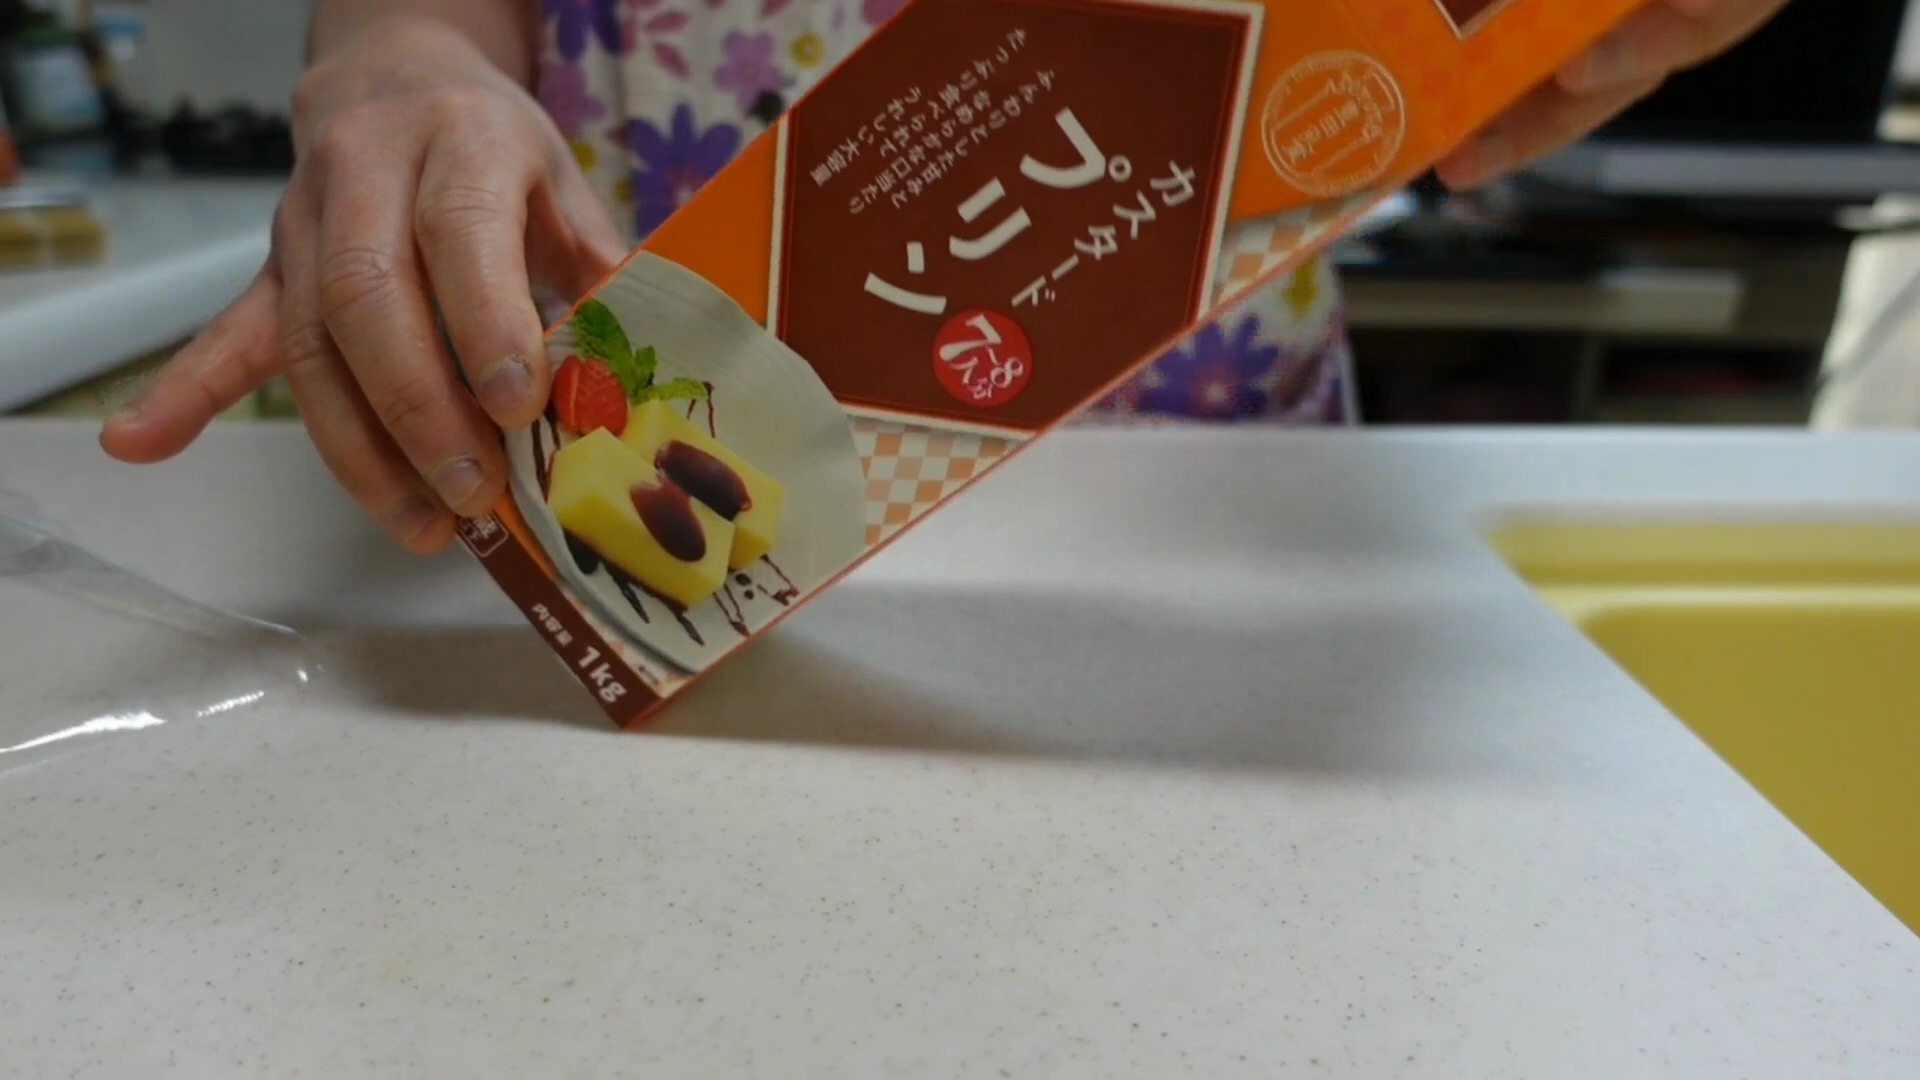 カスタード
プリン
7~8人分
ふんわりとした甘みと
なめらかな口当たり
たっぷり食べられて
うれしい大容量
内容量 1kg